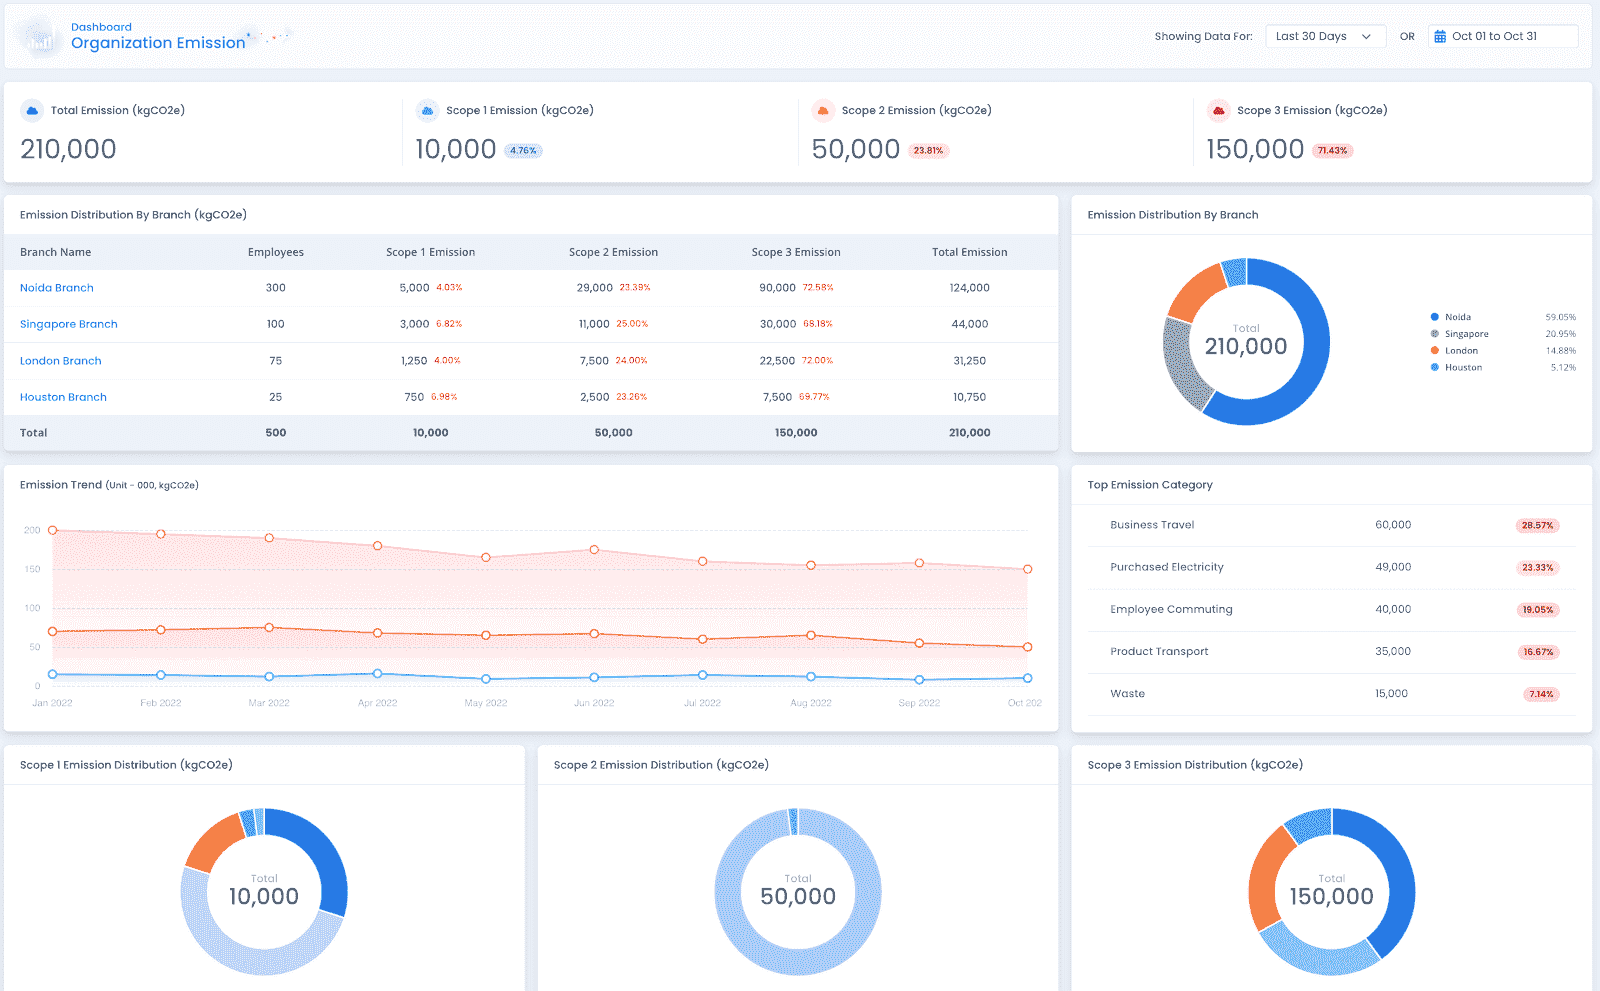 Dashboard
Organization Emission
Showing Data For: Last 30 Days OR Oct 01 to Oct 31
Total Emission (kgCO2e)
210,000
Scope 1 Emission (kgCO2e)
10,000 4.76%
Scope 2 Emission (kgCO2e)
50,000 23.81%
Scope 3 Emission (kgCO2e)
150,000 71.43%
Emission Distribution By Branch (kgCO2e)
Branch Name Employees Scope 1 Emission Scope 2 Emission Scope 3 Emission Total Emission
Noida Branch 300 5,000 4.03% 29,000 23.39% 90,000 72.58% 124,000
Singapore Branch 100 3,000 6.82% 11,000 25.00% 30,000 68.18% 44,000
London Branch 75 1,250 4.00% 7,500 24.00% 22,500 72.00% 31,250
Houston Branch 25 750 6.98% 2,500 23.26% 7,500 69.77% 10,750
Total 500 10,000 50,000 150,000 210,000
Emission Distribution By Branch
Total
210,000
Noida 59.05%
Singapore 20.95%
London 14.88%
Houston 5.12%
Emission Trend (Unit - 000, kgCO2e)
200
150
100
50
0
Jan 2022 Feb 2022 Mar 2022 Apr 2022 May 2022 Jun 2022 Jul 2022 Aug 2022 Sep 2022 Oct 202
Top Emission Category
Business Travel 60,000 28.57%
Purchased Electricity 49,000 23.33%
Employee Commuting 40,000 19.05%
Product Transport 35,000 16.67%
Waste 15,000 7.14%
Scope 1 Emission Distribution (kgCO2e)
Total
10,000
Scope 2 Emission Distribution (kgCO2e)
Total
50,000
Scope 3 Emission Distribution (kgCO2e)
Total
150,000